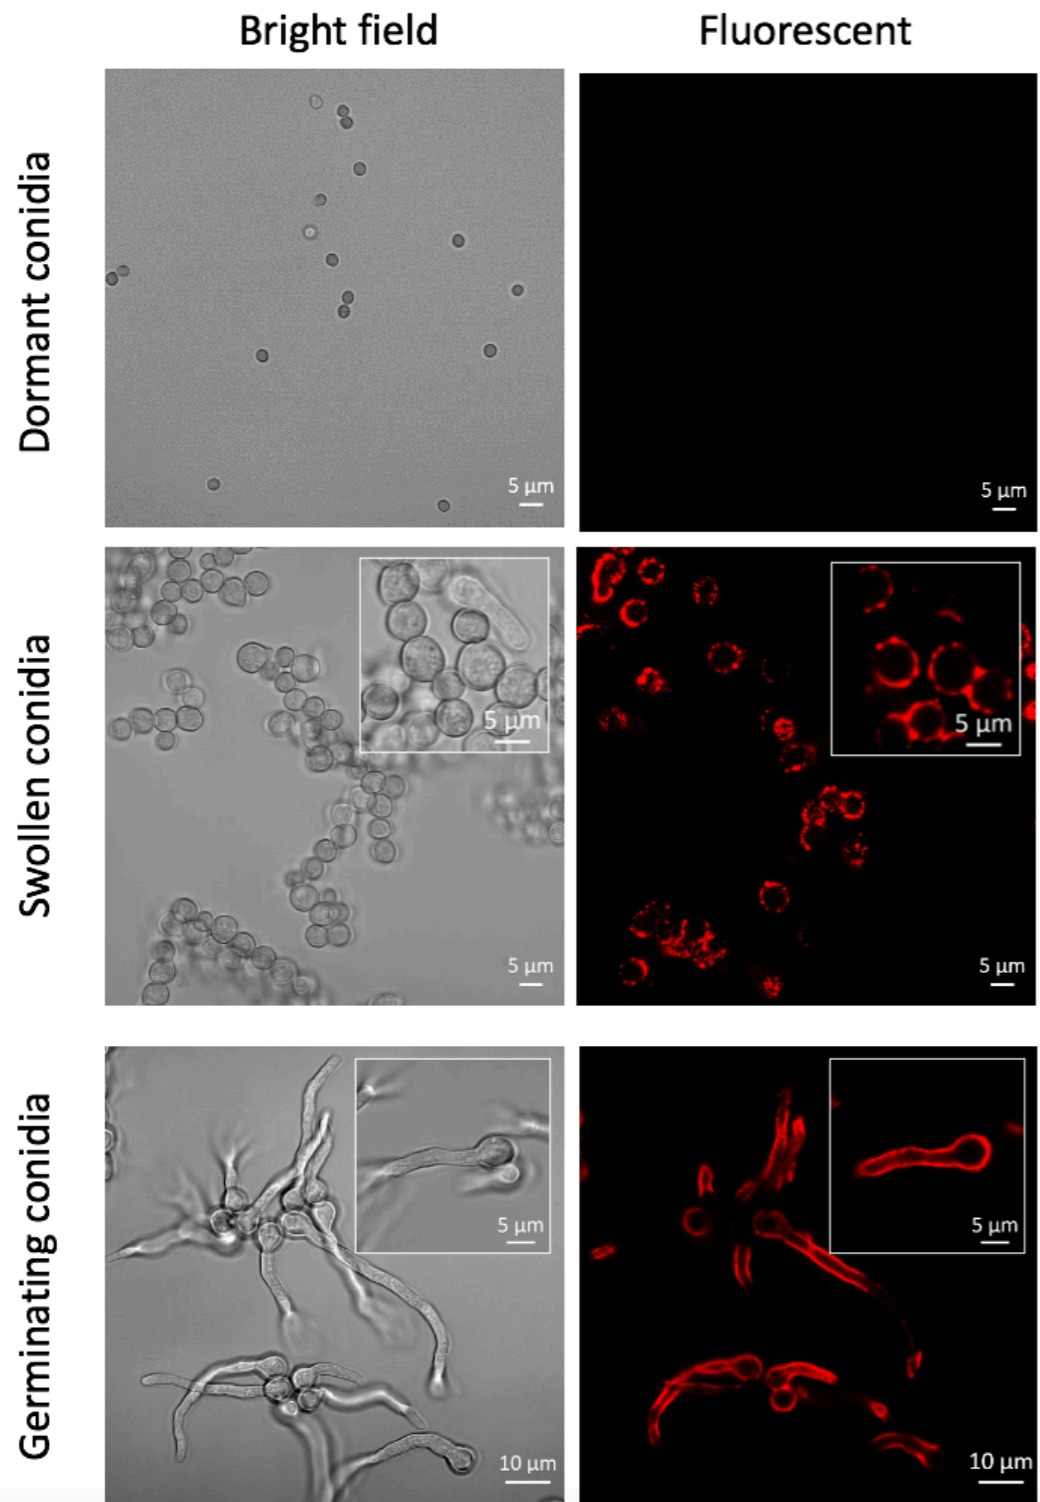 Bright field
Fluorescent
Dormant conidia
5 µm
5 µm
Swollen conidia
5 µm
5 µm
5 µm
5 µm
Germinating conidia
5 µm
5 µm
10 µm
10 µm